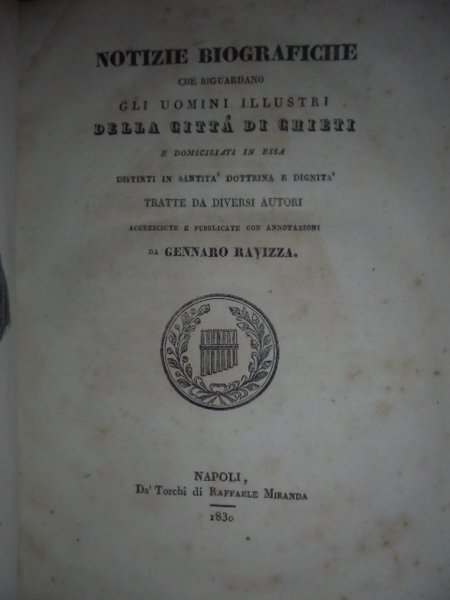 NOTIZIE BIOGRAFICHE
CHE RIGUARDANO
GLI UOMINI ILLUSTRI
DELLA CITTÁ DI CHIETI
E DOMICILIATI IN ESSA
DISTINTI IN SANTITA' DOTTRINA E DIGNITA'
TRATTE DA DIVERSI AUTORI
ACCRESCIUTE E PUBBLICATE CON ANNOTAZIONI
DA GENNARO RAVIZZA.
NAPOLI,
Da' Torchi di RAFFAELE MIRANDA
1830